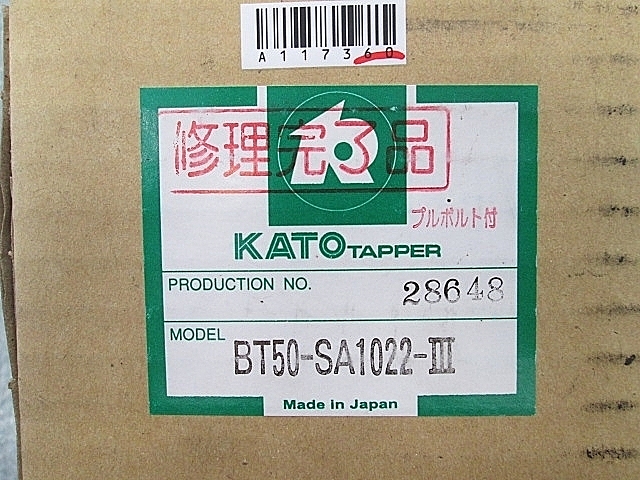 A117360
修理完了品
プルボルト付
KATO TAPPER
PRODUCTION NO. 28648
MODEL BT50-SA1022-Ⅲ
Made in Japan